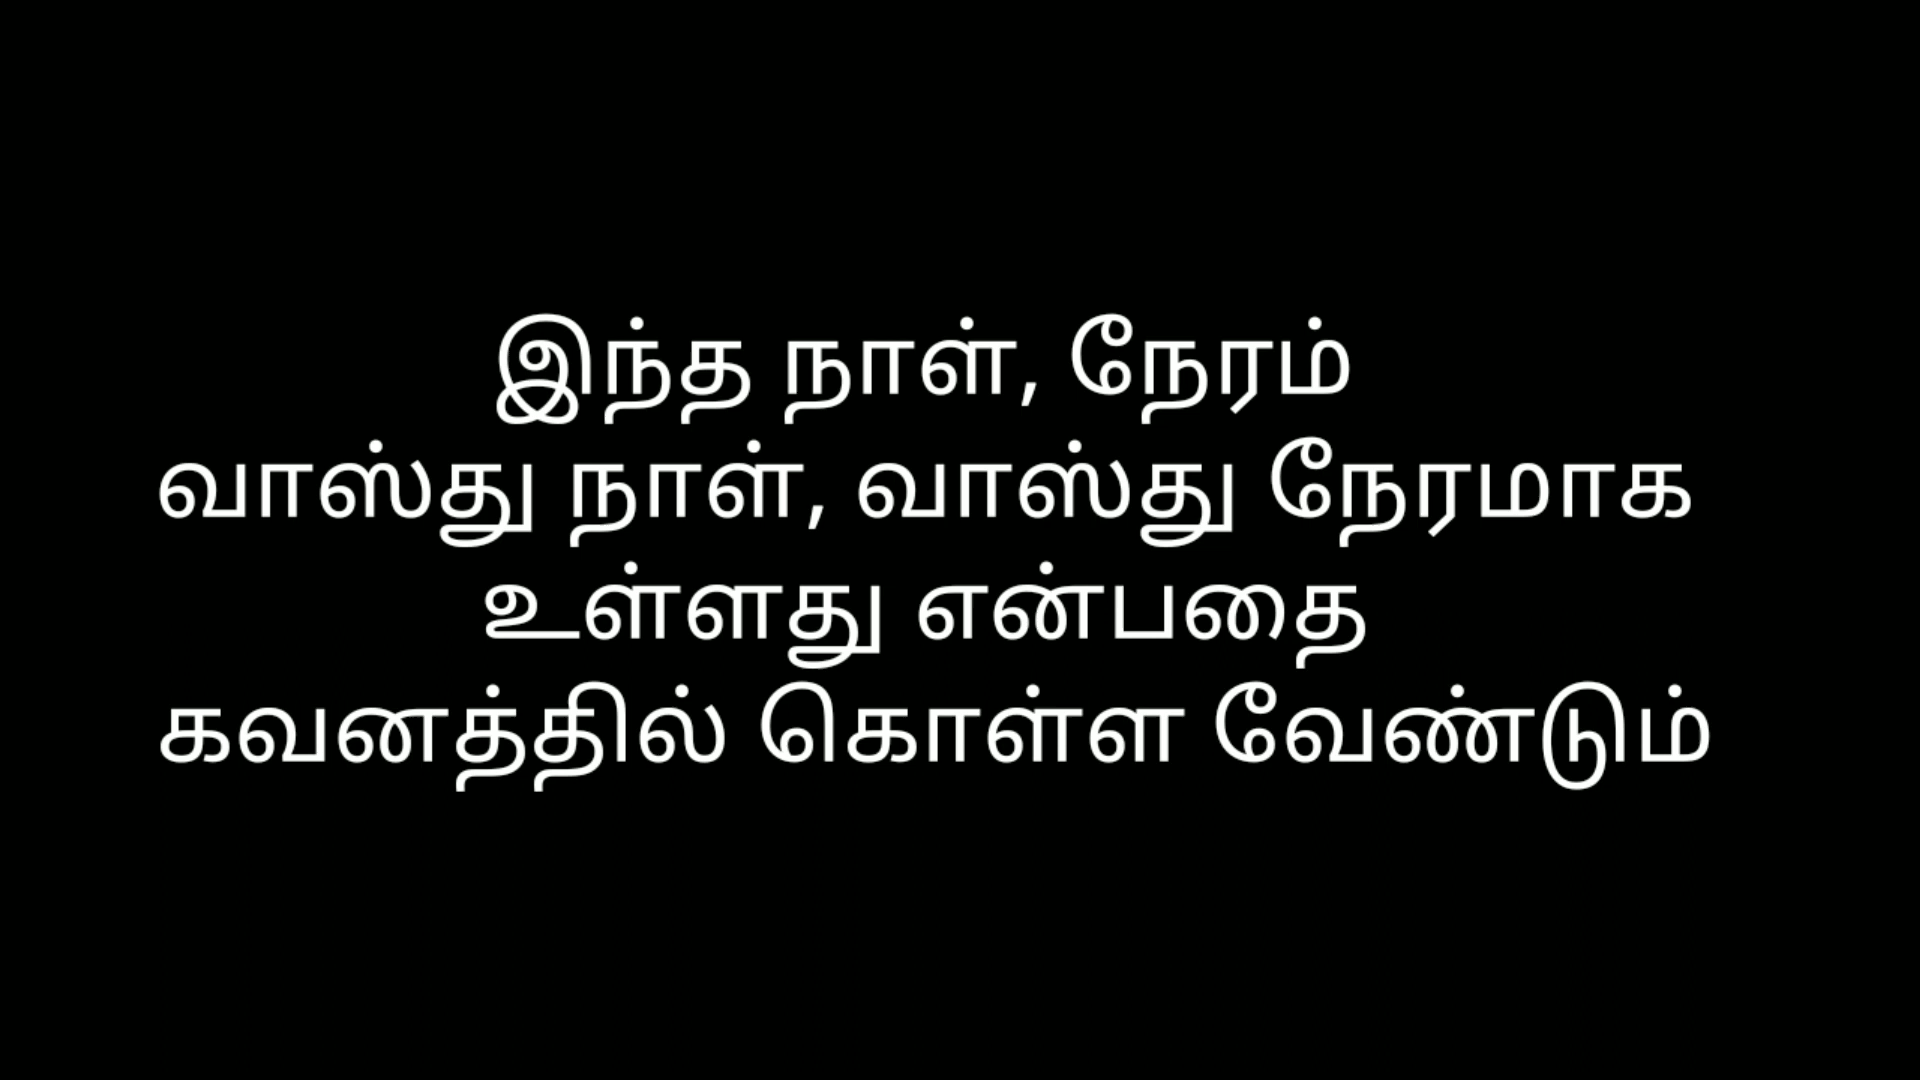 இந்த நாள், நேரம்
வாஸ்து நாள், வாஸ்து நேரமாக
உள்ளது என்பதை
கவனத்தில் கொள்ள வேண்டும்